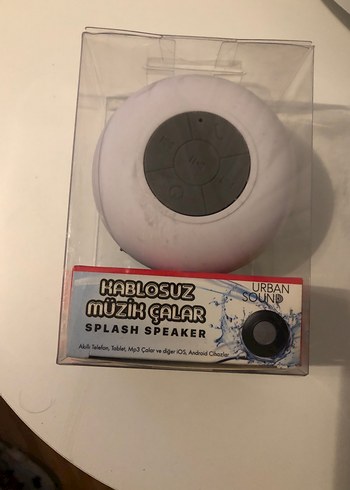 KABLOSUZ
MÜZİK ÇALAR
SPLASH SPEAKER
URBAN
SOUND
Akıllı Telefon, Tablet, Mp3 Çalar ve diğer iOS, Android Cihazlar